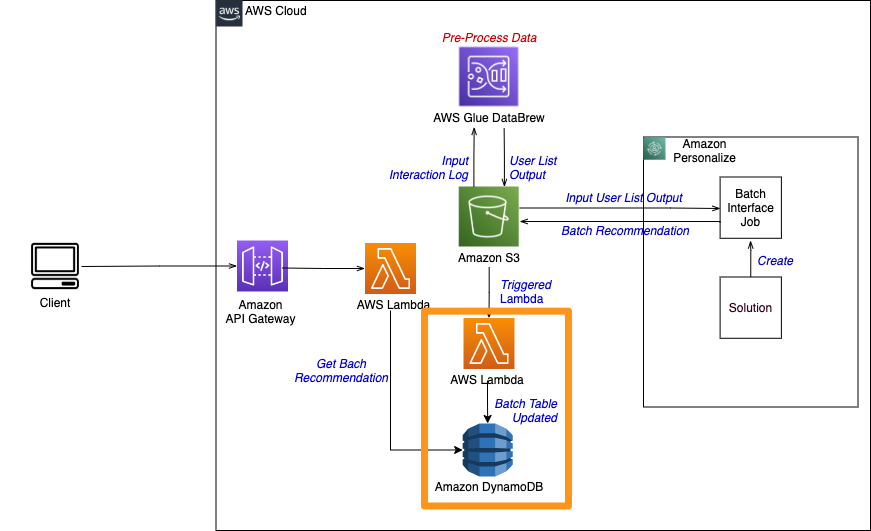 aws
AWS Cloud
Pre-Process Data
AWS Glue DataBrew
Input
Interaction Log
User List
Output
Amazon
Personalize
Input User List Output
Batch Recommendation
Batch
Interface
Job
Amazon S3
Create
Solution
Triggered
Lambda
Client
Amazon
API Gateway
AWS Lambda
Get Bach
Recommendation
AWS Lambda
Batch Table
Updated
Amazon DynamoDB